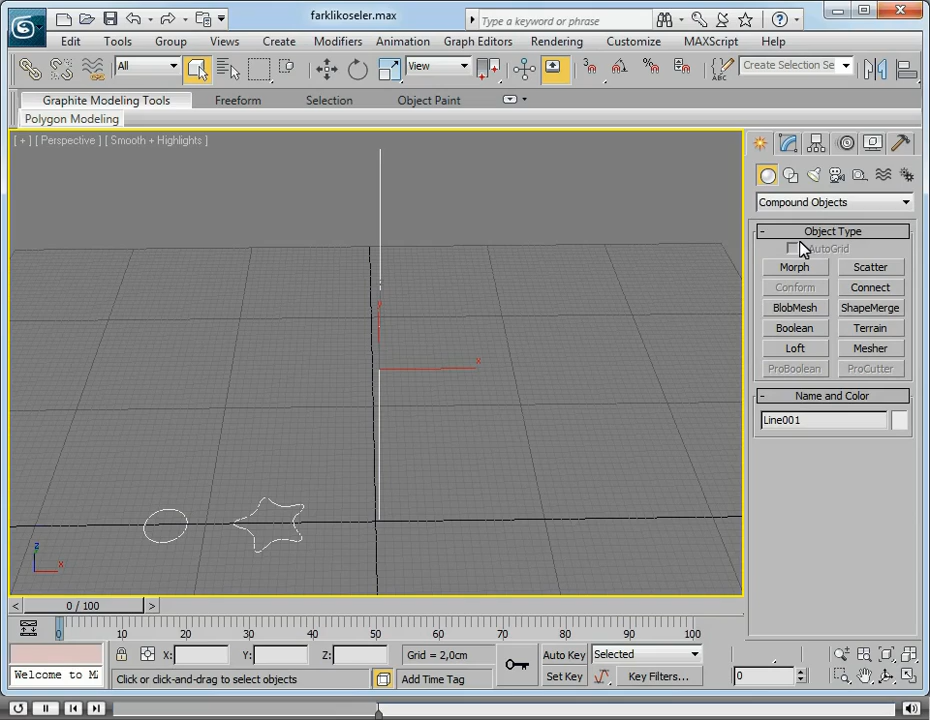 farklikoseler.max
Type a keyword or phrase
Edit Tools Group Views Create Modifiers Animation Graph Editors Rendering Customize MAXScript Help
All View Create Selection Se
Graphite Modeling Tools Freeform Selection Object Paint
Polygon Modeling
[ + ] [ Perspective ] [ Smooth + Highlights ]
Compound Objects
- Object Type
AutoGrid
Morph Scatter
Conform Connect
BlobMesh ShapeMerge
Boolean Terrain
Loft Mesher
ProBoolean ProCutter
- Name and Color
Line001
y
x
z
x
< 0 / 100 >
0 10 20 30 40 50 60 70 80 90 100
X: Y: Z: Grid = 2,0cm Auto Key Selected
Welcome to M
Click or click-and-drag to select objects Add Time Tag Set Key Key Filters... 0